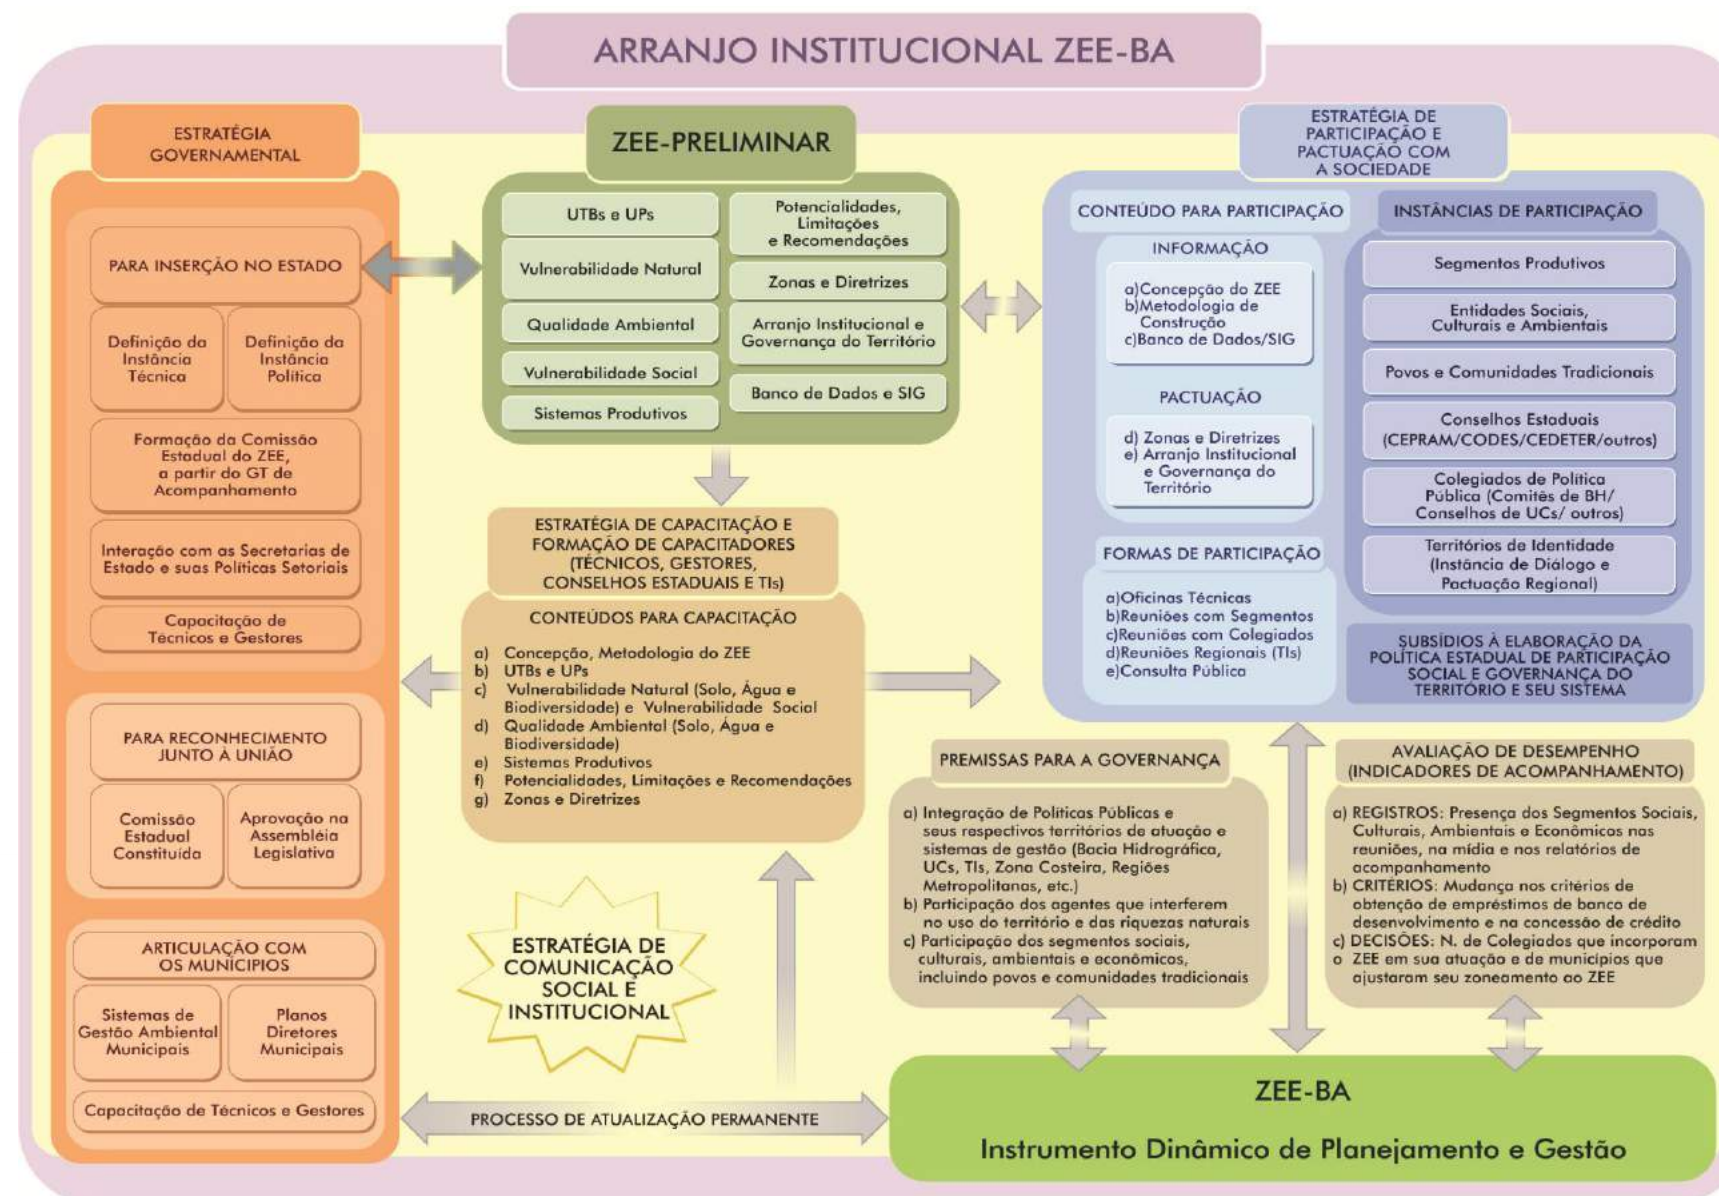 ARRANJO INSTITUCIONAL ZEE-BA
ESTRATÉGIA
GOVERNAMENTAL
PARA INSERÇÃO NO ESTADO
Definição da
Instância
Técnica
Definição da
Instância
Política
Formação da Comissão
Estadual do ZEE,
a partir do GT de
Acompanhamento
Interação com as Secretarias de
Estado e suas Políticas Setoriais
Capacitação de
Técnicos e Gestores
PARA RECONHECIMENTO
JUNTO À UNIÃO
Comissão
Estadual
Constituída
Aprovação na
Assembléia
Legislativa
ARTICULAÇÃO COM
OS MUNÍCIPIOS
Sistemas de
Gestão Ambiental
Municipais
Planos
Diretores
Municipais
Capacitação de Técnicos e Gestores
ZEE-PRELIMINAR
UTBs e UPs
Vulnerabilidade Natural
Qualidade Ambiental
Vulnerabilidade Social
Sistemas Produtivos
Potencialidades,
Limitações
e Recomendações
Zonas e Diretrizes
Arranjo Institucional e
Governança do Território
Banco de Dados e SIG
ESTRATÉGIA DE CAPACITAÇÃO E
FORMAÇÃO DE CAPACITADORES
(TÉCNICOS, GESTORES,
CONSELHOS ESTADUAIS E TIs)
CONTEÚDOS PARA CAPACITAÇÃO
a) Concepção, Metodologia do ZEE
b) UTBs e UPs
c) Vulnerabilidade Natural (Solo, Água e
Biodiversidade) e Vulnerabilidade Social
d) Qualidade Ambiental (Solo, Água e
Biodiversidade)
e) Sistemas Produtivos
f) Potencialidades, Limitações e Recomendações
g) Zonas e Diretrizes
ESTRATÉGIA DE
COMUNICAÇÃO
SOCIAL E
INSTITUCIONAL
PROCESSO DE ATUALIZAÇÃO PERMANENTE
ESTRATÉGIA DE
PARTICIPAÇÃO E
PACTUAÇÃO COM
A SOCIEDADE
CONTEÚDO PARA PARTICIPAÇÃO
INFORMAÇÃO
a)Concepção do ZEE
b)Metodologia de
Construção
c)Banco de Dados/SIG
PACTUAÇÃO
d) Zonas e Diretrizes
e) Arranjo Institucional
e Governança do
Território
FORMAS DE PARTICIPAÇÃO
a)Oficinas Técnicas
b)Reuniões com Segmentos
c)Reuniões com Colegiados
d)Reuniões Regionais (TIs)
e)Consulta Pública
INSTÂNCIAS DE PARTICIPAÇÃO
Segmentos Produtivos
Entidades Sociais,
Culturais e Ambientais
Povos e Comunidades Tradicionais
Conselhos Estaduais
(CEPRAM/CODES/CEDETER/outros)
Colegiados de Política
Pública (Comitês de BH/
Conselhos de UCs/ outros)
Territórios de Identidade
(Instância de Diálogo e
Pactuação Regional)
SUBSÍDIOS À ELABORAÇÃO DA
POLÍTICA ESTADUAL DE PARTICIPAÇÃO
SOCIAL E GOVERNANÇA DO
TERRITÓRIO E SEU SISTEMA
PREMISSAS PARA A GOVERNANÇA
a) Integração de Políticas Públicas e
seus respectivos territórios de atuação e
sistemas de gestão (Bacia Hidrográfica,
UCs, TIs, Zona Costeira, Regiões
Metropolitanas, etc.)
b) Participação dos agentes que interferem
no uso do território e das riquezas naturais
c) Participação dos segmentos sociais,
culturais, ambientais e econômicos,
incluindo povos e comunidades tradicionais
AVALIAÇÃO DE DESEMPENHO
(INDICADORES DE ACOMPANHAMENTO)
a) REGISTROS: Presença dos Segmentos Sociais,
Culturais, Ambientais e Econômicos nas
reuniões, na mídia e nos relatórios de
acompanhamento
b) CRITÉRIOS: Mudança nos critérios de
obtenção de empréstimos de banco de
desenvolvimento e na concessão de crédito
c) DECISÕES: N. de Colegiados que incorporam
o ZEE em sua atuação e de municípios que
ajustaram seu zoneamento ao ZEE
ZEE-BA
Instrumento Dinâmico de Planejamento e Gestão